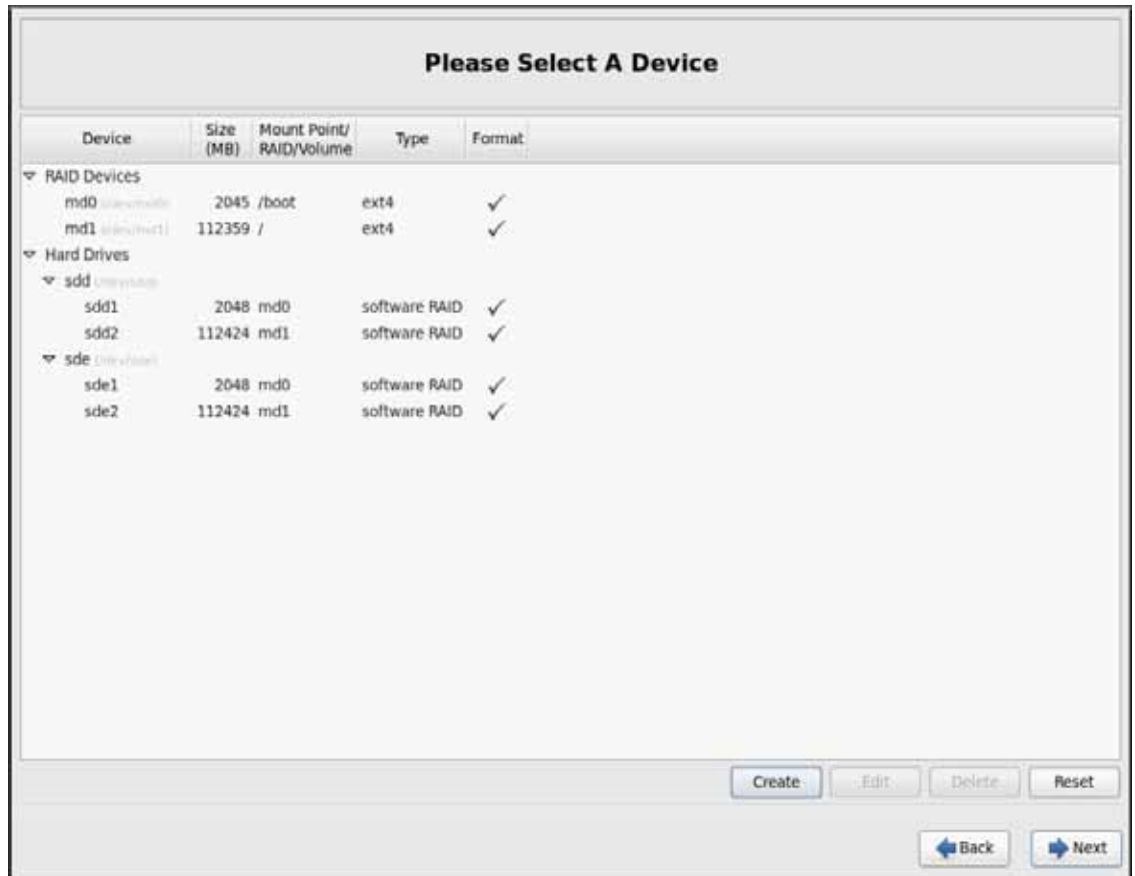 Please Select A Device
Device Size (MB) Mount Point/ RAID/Volume Type Format
RAID Devices
md0 2045 /boot ext4 ✓
md1 112359 / ext4 ✓
Hard Drives
sdd
sdd1 2048 md0 software RAID ✓
sdd2 112424 md1 software RAID ✓
sde
sde1 2048 md0 software RAID ✓
sde2 112424 md1 software RAID ✓
Create Edit Delete Reset
Back Next